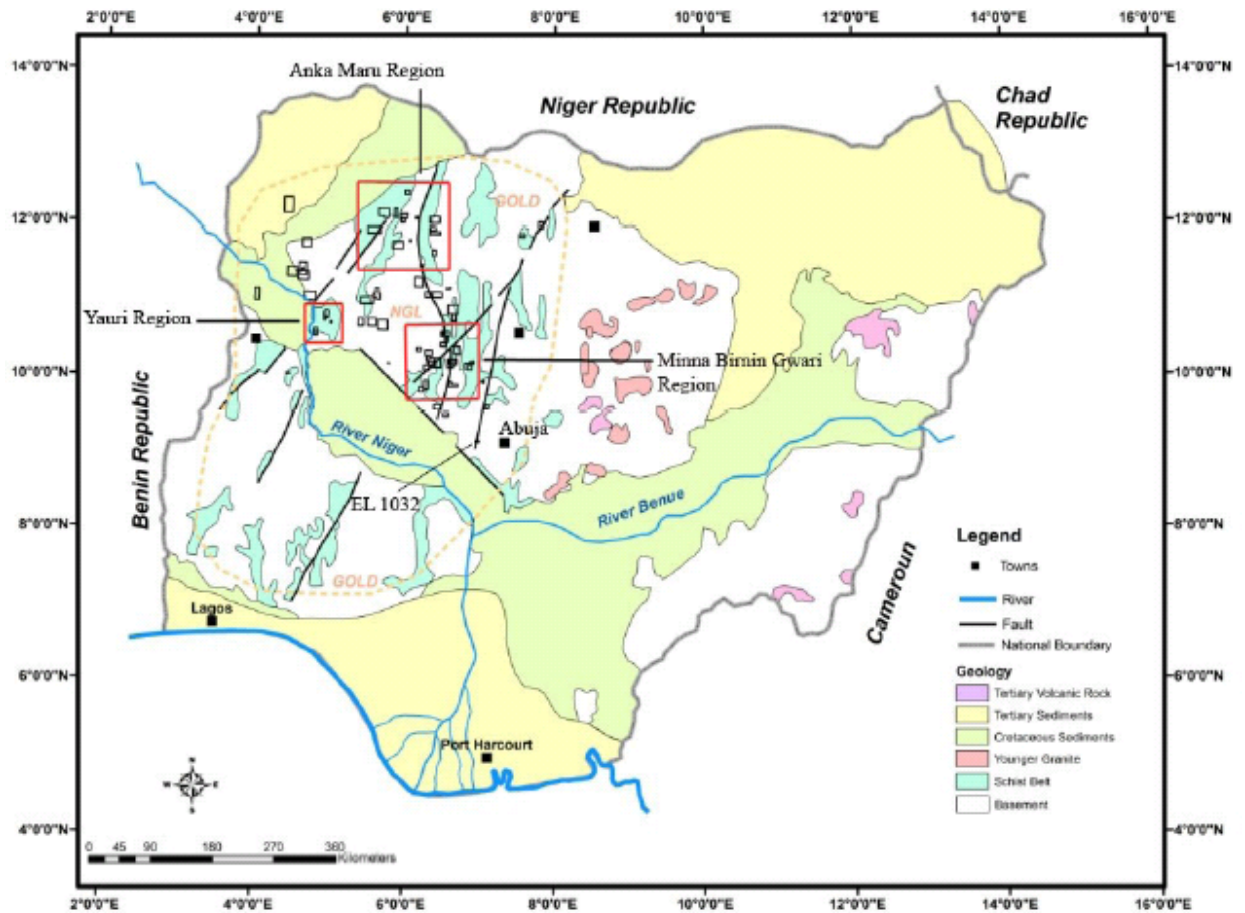 2°0'0"E 4°0'0"E 6°0'0"E 8°0'0"E 10°0'0"E 12°0'0"E 14°0'0"E 16°0'0"E
14°0'0"N
14°0'0"N
Anka Maru Region
Niger Republic
Chad
Republic
12°0'0"N
12°0'0"N
GOLD
Yauri Region
NGL
10°0'0"N
10°0'0"N
Minna Birnin Gwari
Region
Benin Republic
River Niger
Abuja
EL 1032
River Benue
8°0'0"N
8°0'0"N
GOLD
Lagos
Cameroun
6°0'0"N
6°0'0"N
Port Harcourt
4°0'0"N
4°0'0"N
Legend
Towns
River
Fault
National Boundary
Geology
Tertiary Volcanic Rock
Tertiary Sediments
Cretaceous Sediments
Younger Granite
Schist Belt
Basement
N
W E
S
0 45 90 180 270 360
Kilometers
2°0'0"E 4°0'0"E 6°0'0"E 8°0'0"E 10°0'0"E 12°0'0"E 14°0'0"E 16°0'0"E